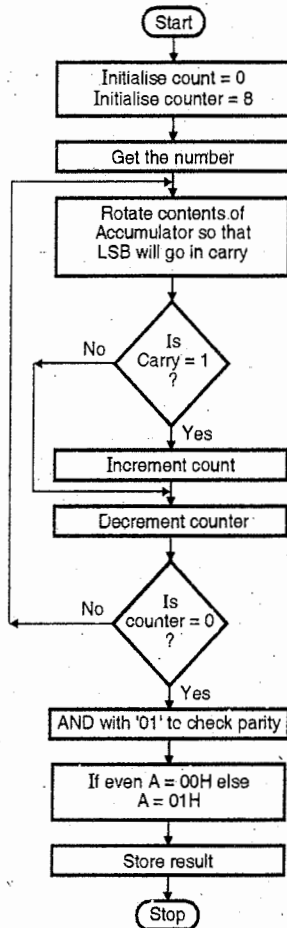 Start
Initialise count = 0
Initialise counter = 8
Get the number
Rotate contents of
Accumulator so that
LSB will go in carry
Is
Carry = 1
?
No
Yes
Increment count
Decrement counter
Is
counter = 0
?
No
Yes
AND with '01' to check parity
If even A = 00H else
A = 01H
Store result
Stop